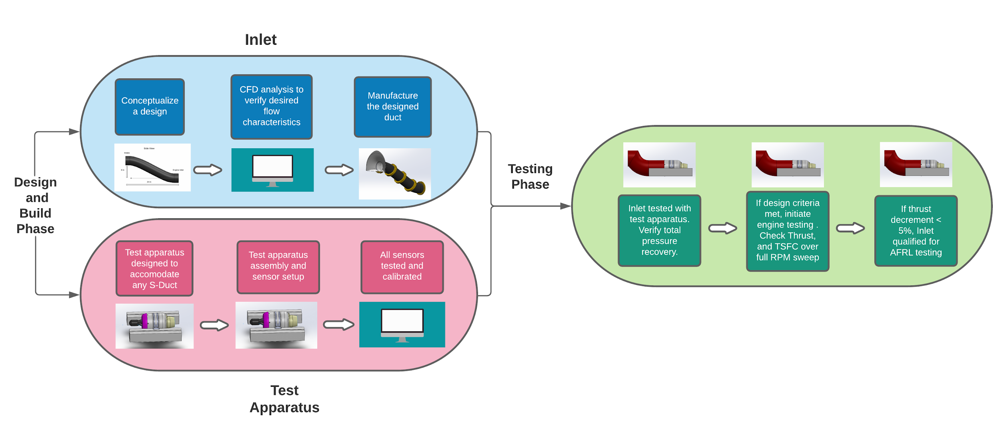 Inlet
Conceptualize
a design
CFD analysis to
verify desired
flow
characteristics
Manufacture
the designed
duct
Side View
Intake
6 in
Engine Inlet
24 in
Design
and
Build
Phase
Testing
Phase
Test apparatus
designed to
accomodate
any S-Duct
Test apparatus
assembly and
sensor setup
All sensors
tested and
calibrated
Test
Apparatus
Inlet tested with
test apparatus.
Verify total
pressure
recovery.
If design criteria
met, initiate
engine testing .
Check Thrust,
and TSFC over
full RPM sweep
If thrust
decrement <
5%, Inlet
qualified for
AFRL testing